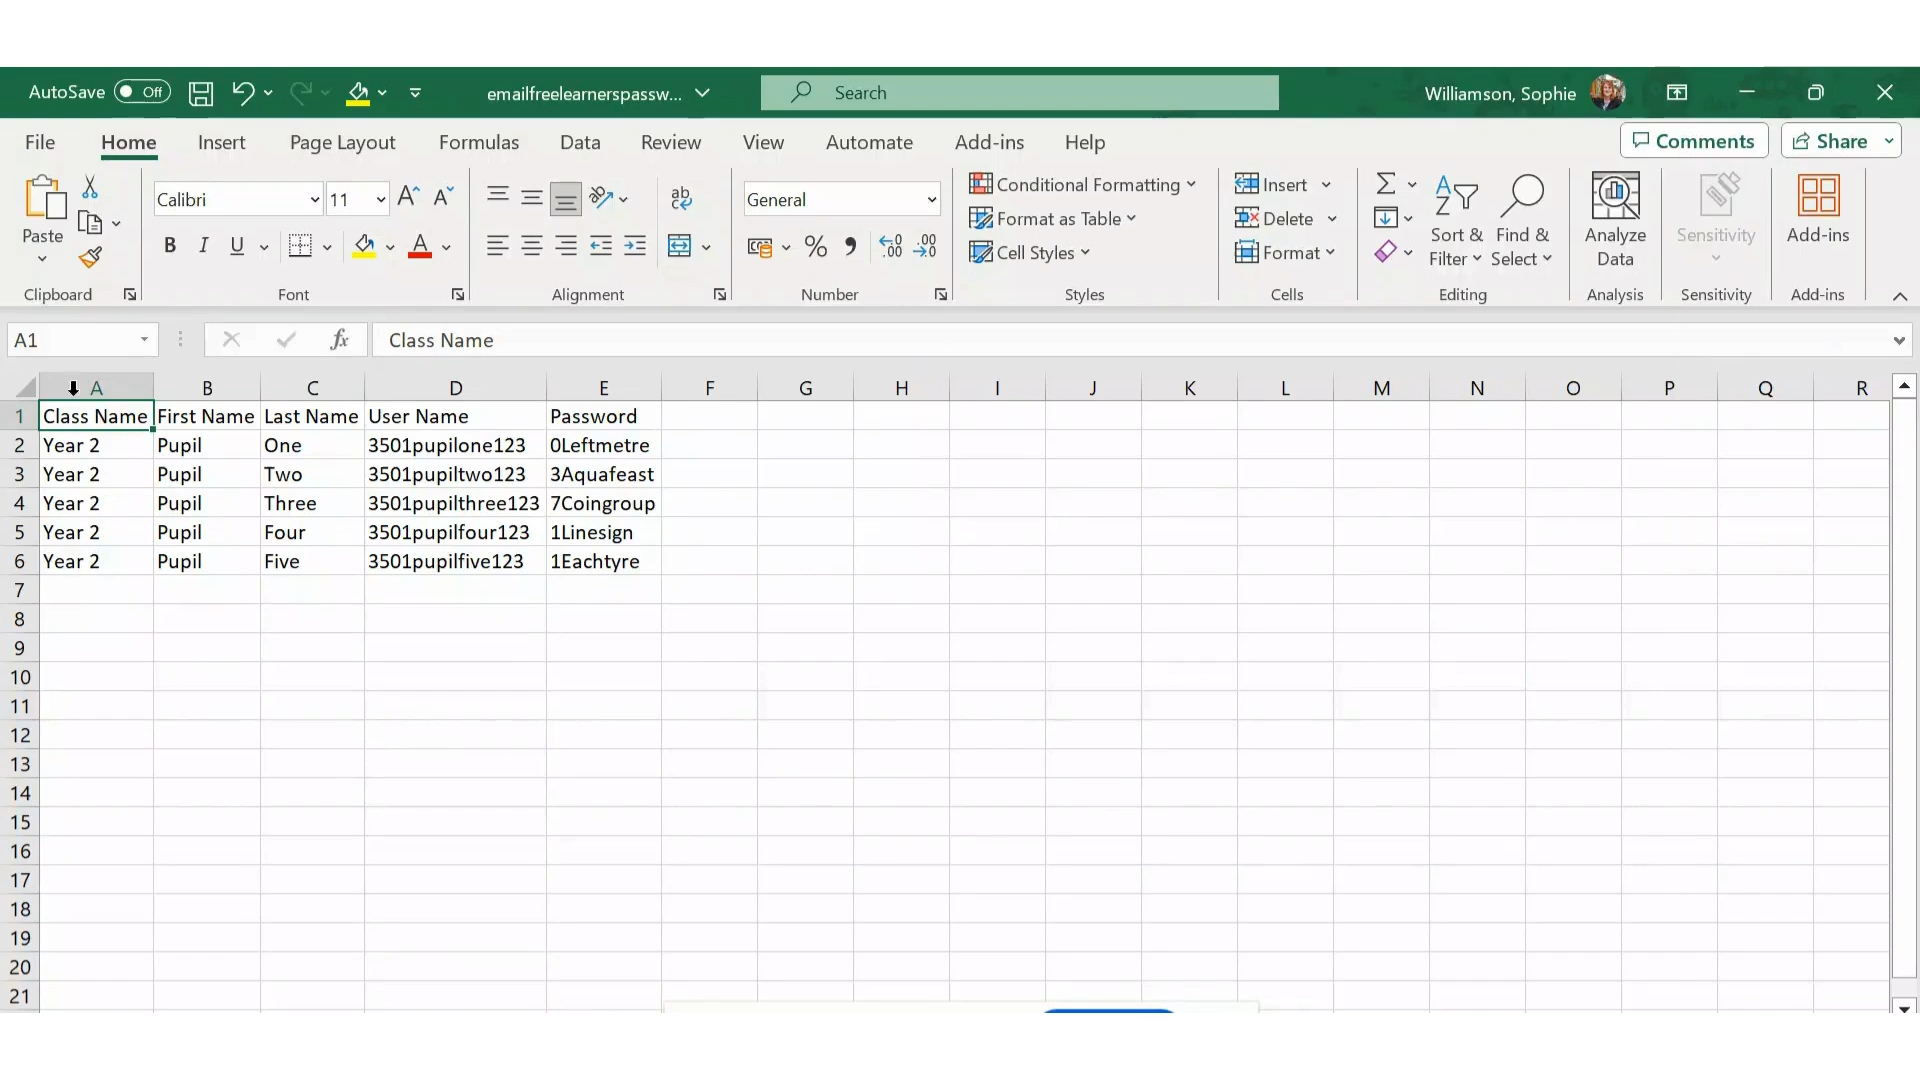 AutoSave Off emailfreelearnerspassw... Search Williamson, Sophie
File Home Insert Page Layout Formulas Data Review View Automate Add-ins Help Comments Share
Calibri 11 General Conditional Formatting Insert
Paste Format as Table Delete Sort & Find & Analyze Sensitivity Add-ins
Cell Styles Format Filter Select Data
Clipboard Font Alignment Number Styles Cells Editing Analysis Sensitivity Add-ins
A1 fx Class Name
A B C D E F G H I J K L M N O P Q R
1 Class Name First Name Last Name User Name Password
2 Year 2 Pupil One 3501pupilone123 0Leftmetre
3 Year 2 Pupil Two 3501pupiltwo123 3Aquafeast
4 Year 2 Pupil Three 3501pupilthree123 7Coingroup
5 Year 2 Pupil Four 3501pupilfour123 1Linesign
6 Year 2 Pupil Five 3501pupilfive123 1Eachtyre
7
8
9
10
11
12
13
14
15
16
17
18
19
20
21